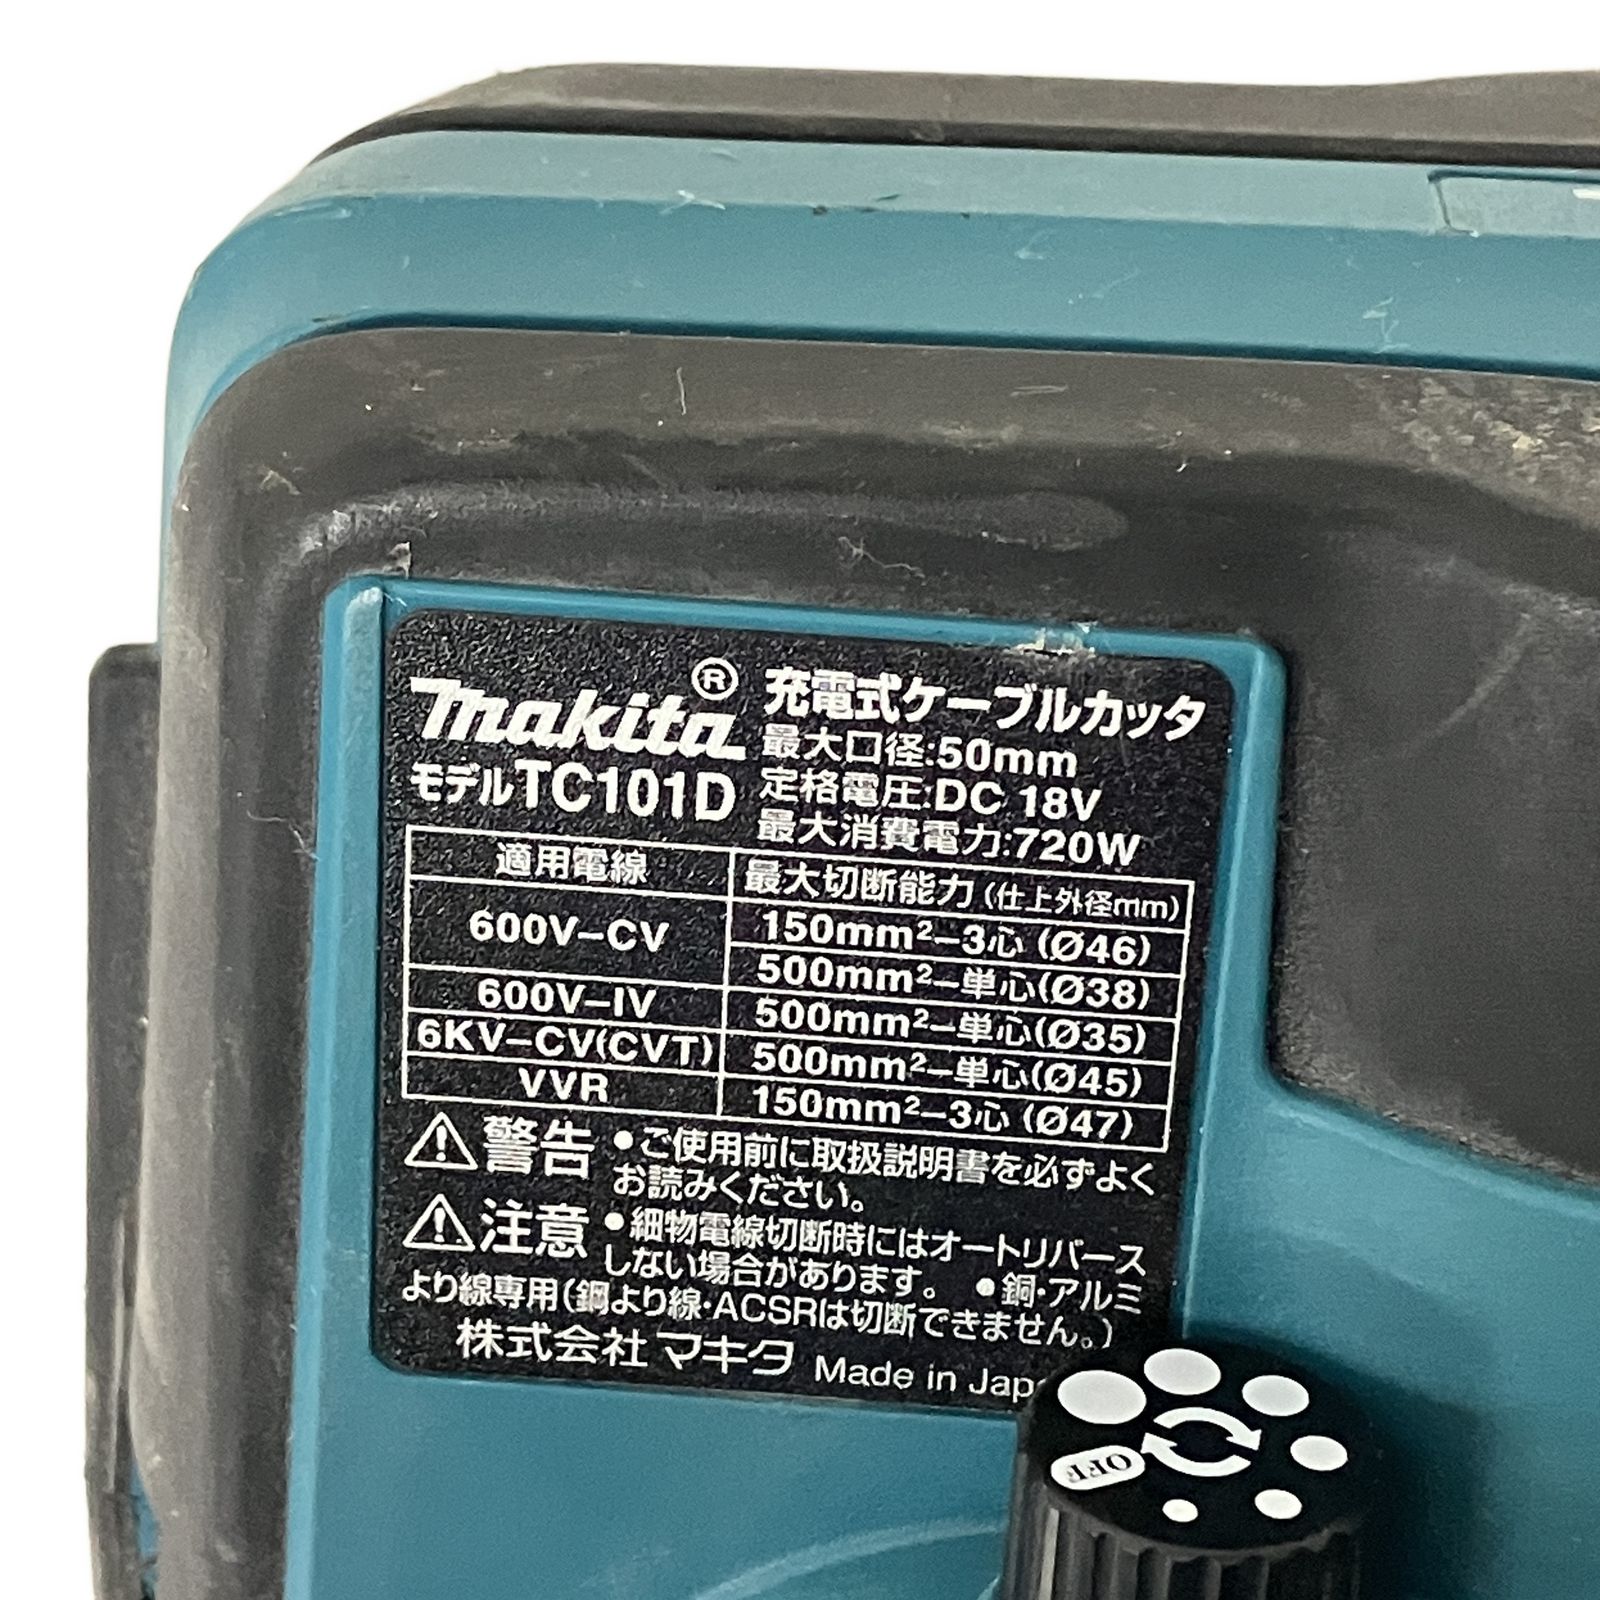 makita®
モデルTC101D
充電式ケーブルカッタ
最大口径:50mm
定格電圧:DC 18V
最大消費電力:720W
適用電線 最大切断能力(仕上外径mm)
600V-CV 150mm²-3心(Ø46)
500mm²-単心(Ø38)
600V-IV 500mm²-単心(Ø35)
6KV-CV(CVT) 500mm²-単心(Ø45)
VVR 150mm²-3心(Ø47)
⚠警告 •ご使用前に取扱説明書を必ずよく
お読みください。
⚠注意 •細物電線切断時にはオートリバース
しない場合があります。 •銅・アルミ
より線専用(鋼より線・ACSRは切断できません。)
株式会社マキタ Made in Jap
OFF